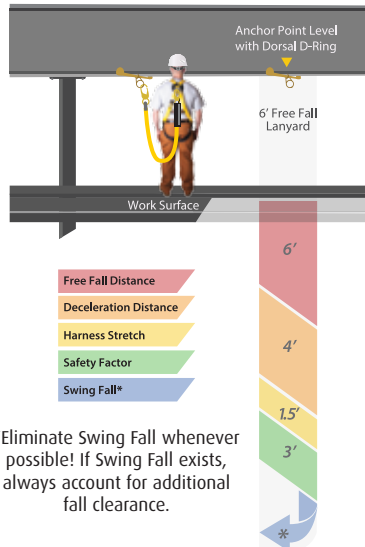 Anchor Point Level
with Dorsal D-Ring
6’ Free Fall
Lanyard
Work Surface
6’
Free Fall Distance
Deceleration Distance
Harness Stretch
Safety Factor
Swing Fall*
4’
1.5’
3’
*
Eliminate Swing Fall whenever
possible! If Swing Fall exists,
always account for additional
fall clearance.